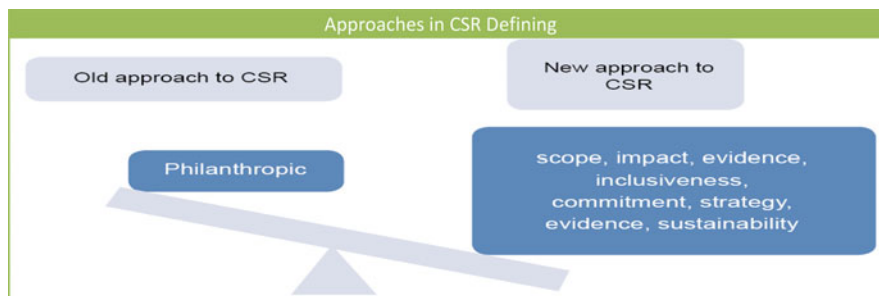 Approaches in CSR Defining
Old approach to CSR
New approach to
CSR
Philanthropic
scope, impact, evidence,
inclusiveness,
commitment, strategy,
evidence, sustainability